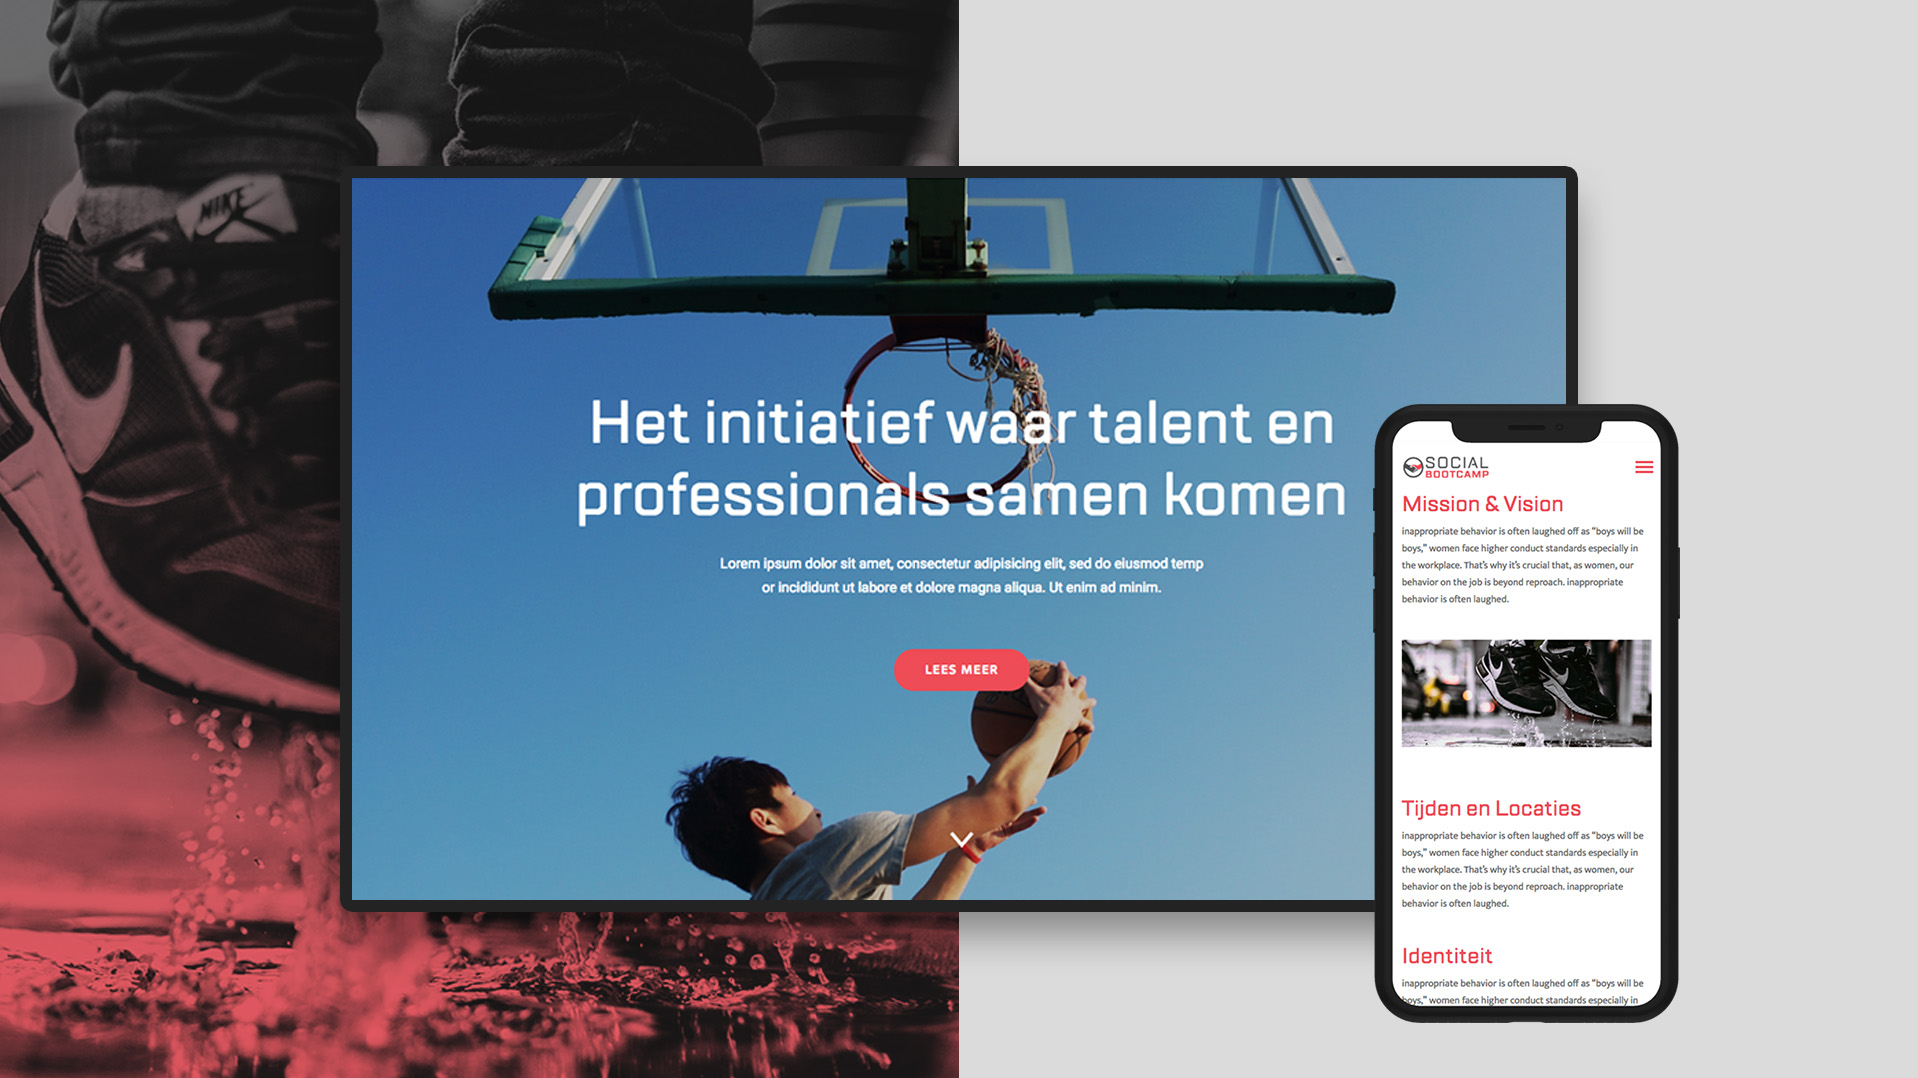 NIKE
Het initiatief waar talent en
professionals samen komen
Lorem ipsum dolor sit amet, consectetur adipisicing elit, sed do eiusmod temp
or incididunt ut labore et dolore magna aliqua. Ut enim ad minim.
LEES MEER
SOCIAL
BOOTCAMP
Mission & Vision
inappropriate behavior is often laughed off as “boys will be
boys,” women face higher conduct standards especially in
the workplace. That’s why it’s crucial that, as women, our
behavior on the job is beyond reproach. inappropriate
behavior is often laughed.
Tijden en Locaties
inappropriate behavior is often laughed off as “boys will be
boys,” women face higher conduct standards especially in
the workplace. That’s why it’s crucial that, as women, our
behavior on the job is beyond reproach. inappropriate
behavior is often laughed.
Identiteit
inappropriate behavior is often laughed off as “boys will be
boys,” women face higher conduct standards especially in